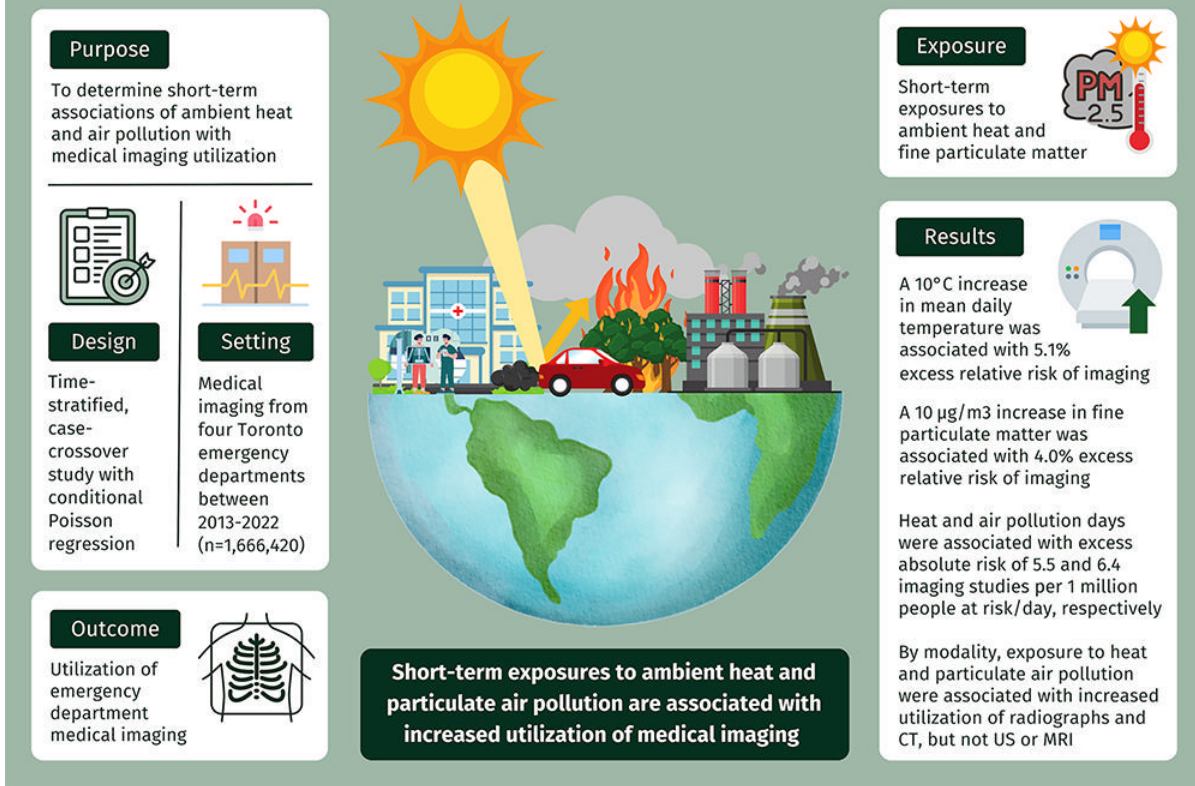 Purpose
To determine short-term
associations of ambient heat
and air pollution with
medical imaging utilization
Design
Time-
stratified,
case-
crossover
study with
conditional
Poisson
regression
Setting
Medical
imaging from
four Toronto
emergency
departments
between
2013-2022
(n=1,666,420)
Outcome
Utilization of
emergency
department
medical imaging
Short-term exposures to ambient heat and
particulate air pollution are associated with
increased utilization of medical imaging
Exposure
Short-term
exposures to
ambient heat and
fine particulate matter
PM
2.5
Results
A 10°C increase
in mean daily
temperature was
associated with 5.1%
excess relative risk of imaging
A 10 µg/m3 increase in fine
particulate matter was
associated with 4.0% excess
relative risk of imaging
Heat and air pollution days
were associated with excess
absolute risk of 5.5 and 6.4
imaging studies per 1 million
people at risk/day, respectively
By modality, exposure to heat
and particulate air pollution
were associated with increased
utilization of radiographs and
CT, but not US or MRI